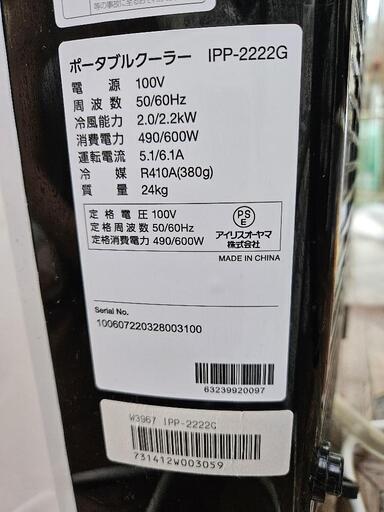 ポータブルクーラー IPP-2222G
電源 100V
周波数 50/60Hz
冷風能力 2.0/2.2kW
消費電力 490/600W
運転電流 5.1/6.1A
冷媒 R410A(380g)
質量 24kg
定格電圧 100V
定格周波数 50/60Hz
定格消費電力 490/600W
PS
E
アイリスオーヤマ
株式会社
MADE IN CHINA
Serial No.
100607220328003100
63239920097
W3967 IPP-2222G
731412W003059